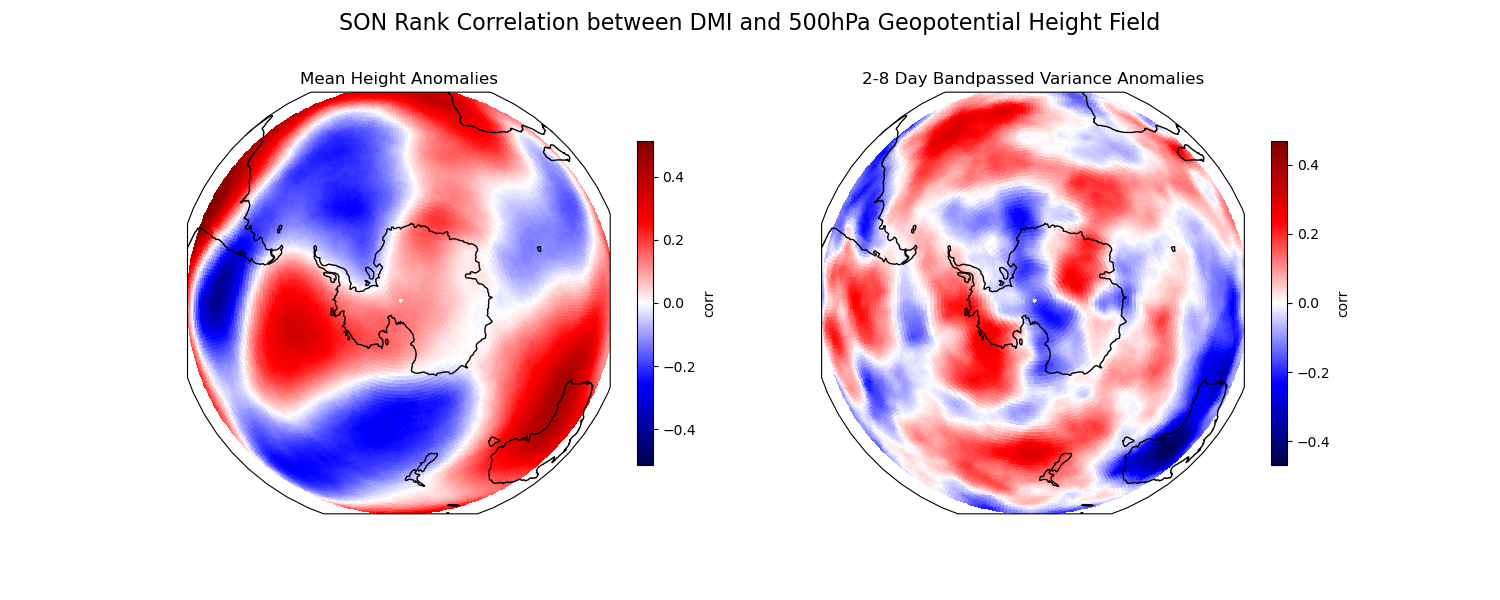 SON Rank Correlation between DMI and 500hPa Geopotential Height Field
Mean Height Anomalies
0.4
0.2
0.0
−0.2
−0.4
corr
2-8 Day Bandpassed Variance Anomalies
0.4
0.2
0.0
−0.2
−0.4
corr